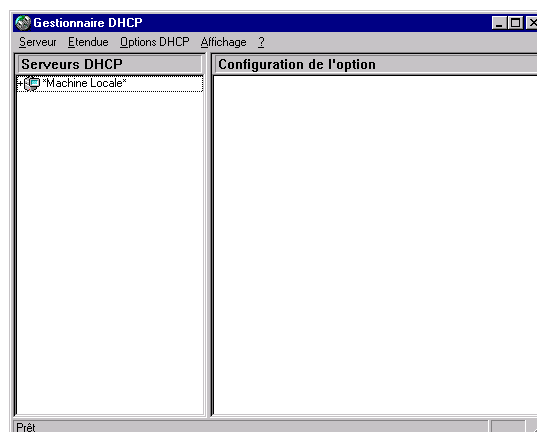 Gestionnaire DHCP
Serveur Etendue Options DHCP Affichage ?
Serveurs DHCP Configuration de l'option
*Machine Locale*
Prêt